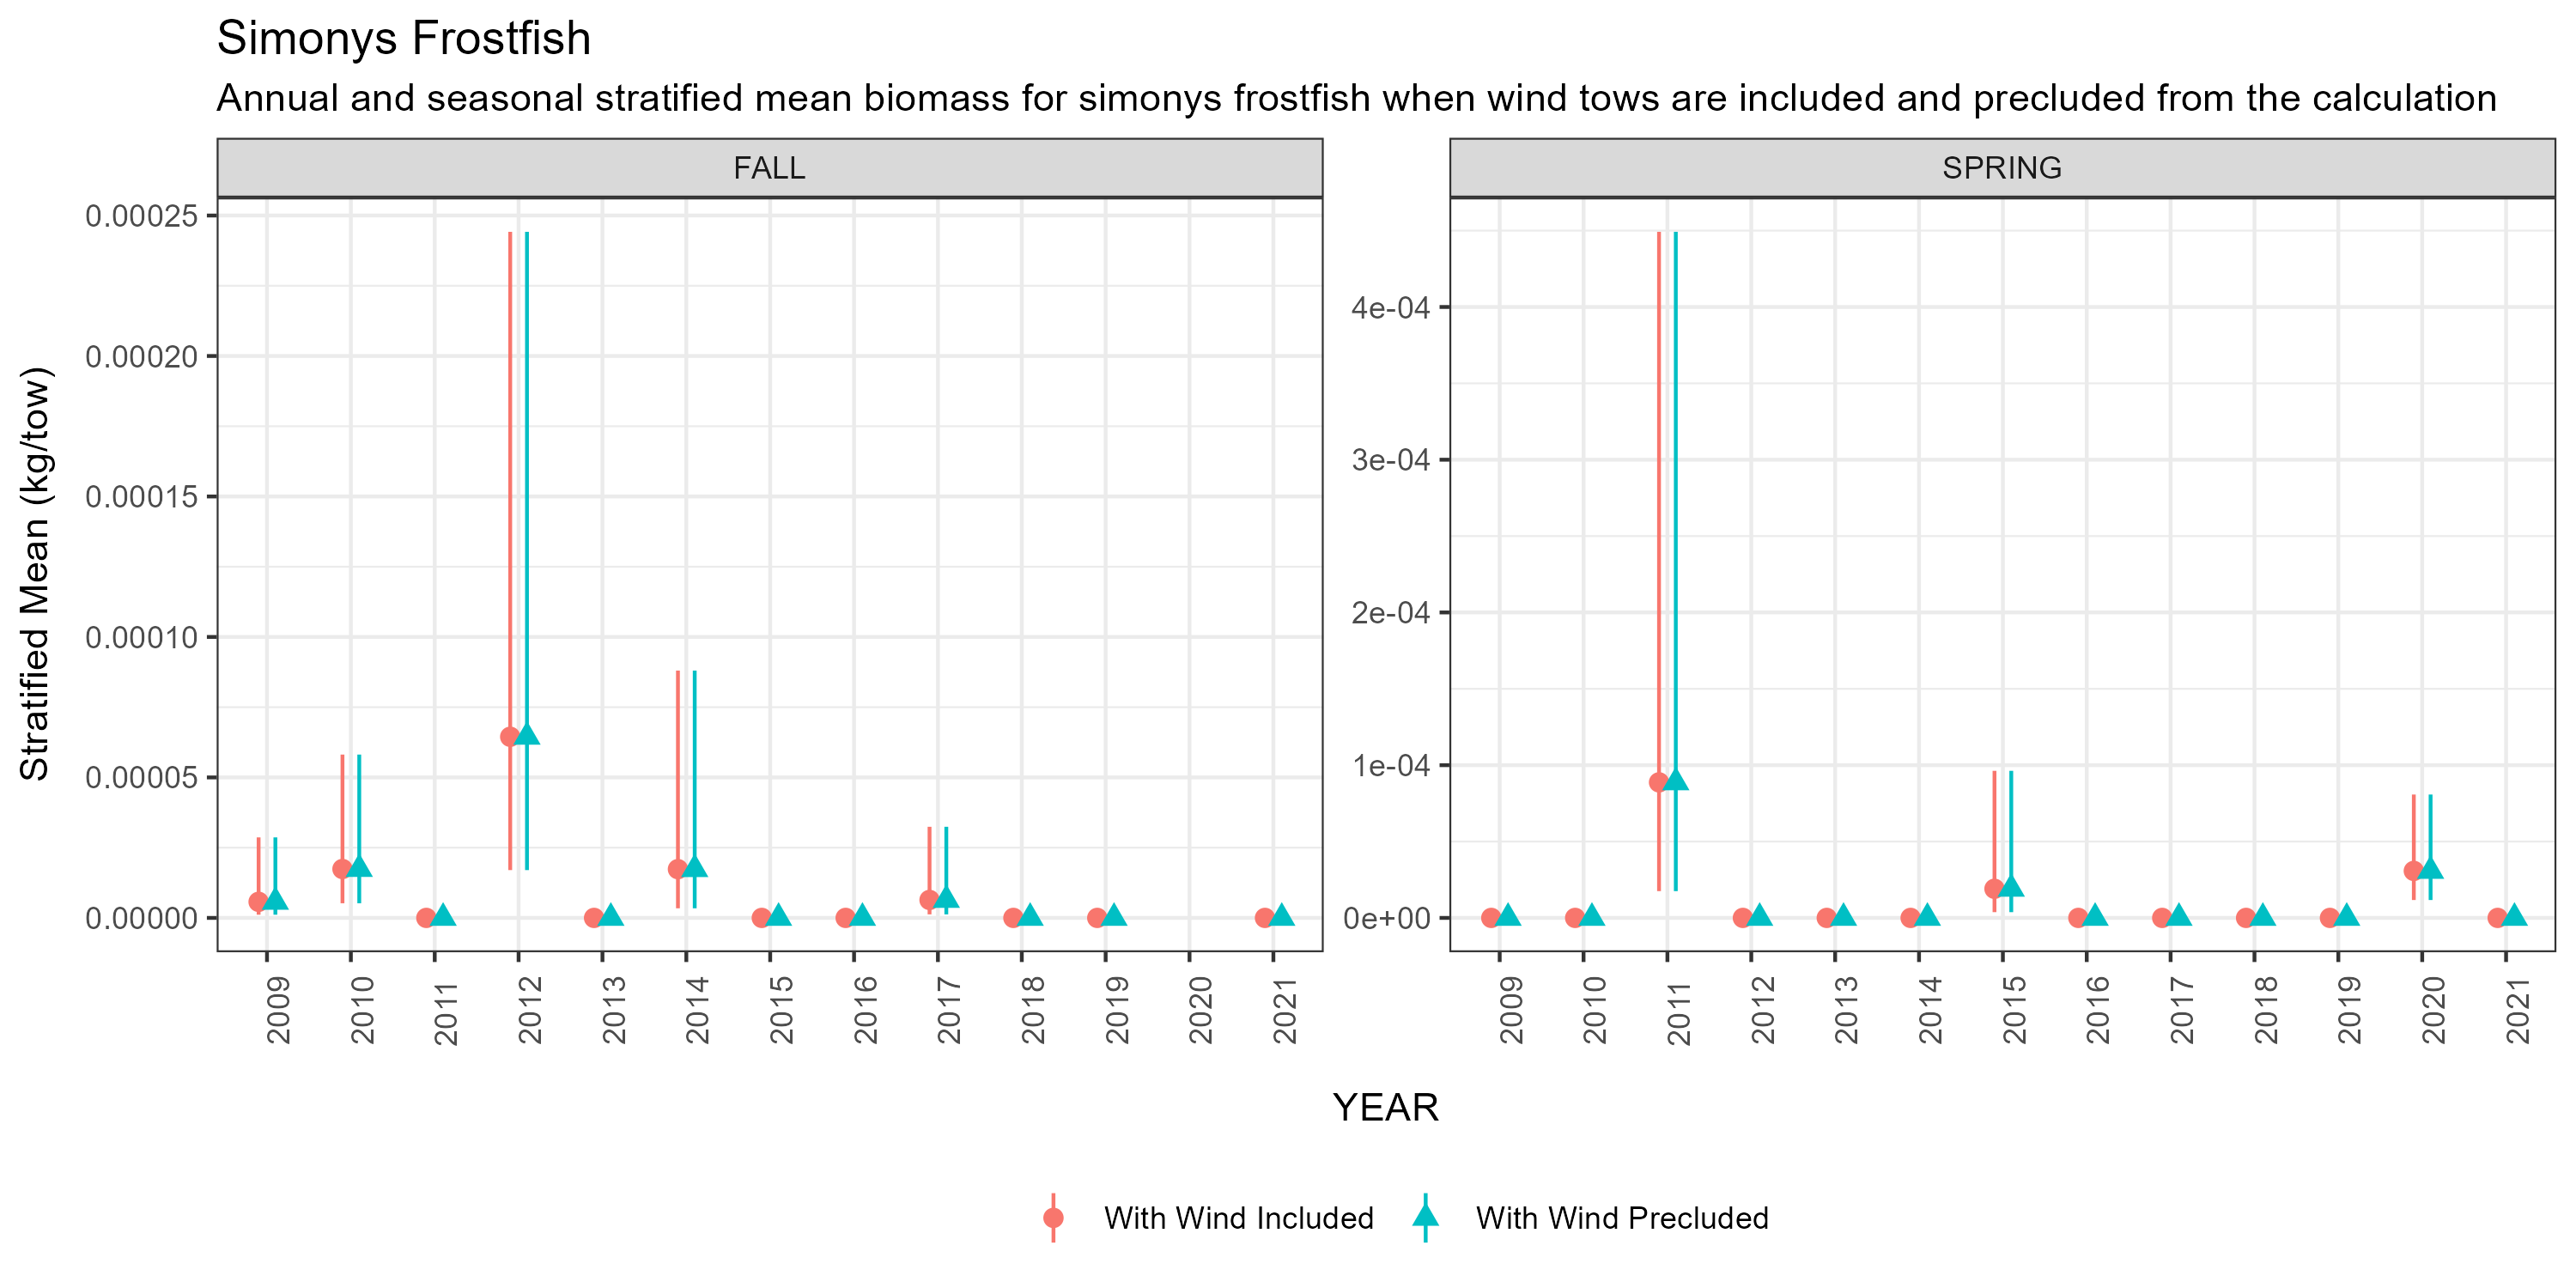 Simonys Frostfish
Annual and seasonal stratified mean biomass for simonys frostfish when wind tows are included and precluded from the calculation
FALL
SPRING
Stratified Mean (kg/tow)
0.00025
0.00020
0.00015
0.00010
0.00005
0.00000
4e-04
3e-04
2e-04
1e-04
0e+00
2009 2010 2011 2012 2013 2014 2015 2016 2017 2018 2019 2020 2021
2009 2010 2011 2012 2013 2014 2015 2016 2017 2018 2019 2020 2021
YEAR
With Wind Included
With Wind Precluded